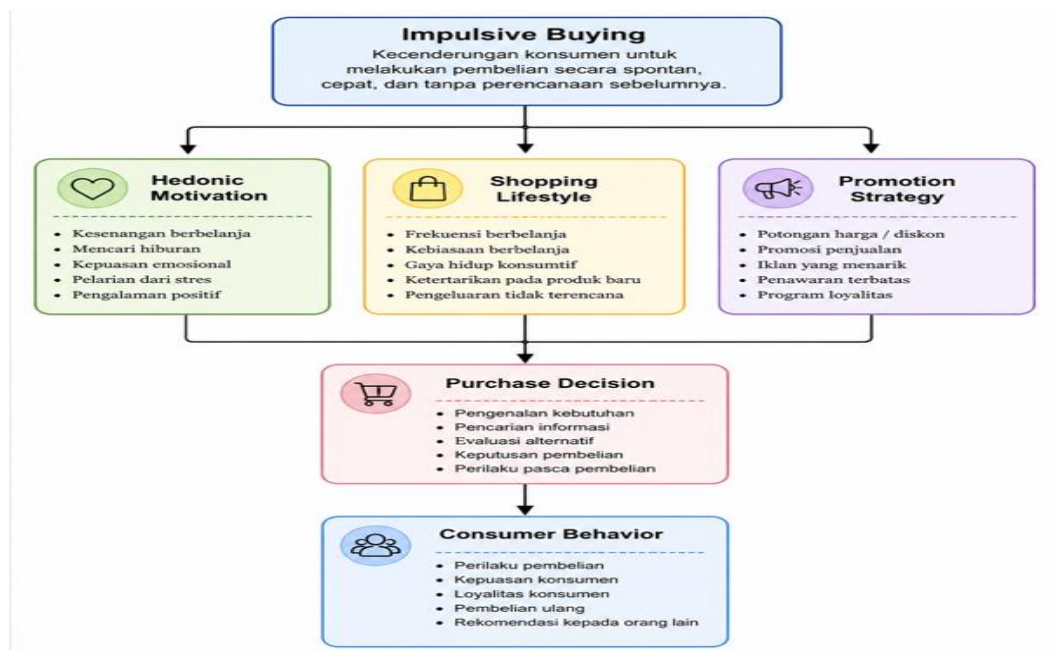 Impulsive Buying
Kecenderungan konsumen untuk
melakukan pembelian secara spontan,
cepat, dan tanpa perencanaan sebelumnya.
Hedonic
Motivation
• Kesenangan berbelanja
• Mencari hiburan
• Kepuasan emosional
• Pelarian dari stres
• Pengalaman positif
Shopping
Lifestyle
• Frekuensi berbelanja
• Kebiasaan berbelanja
• Gaya hidup konsumtif
• Ketertarikan pada produk baru
• Pengeluaran tidak terencana
Promotion
Strategy
• Potongan harga / diskon
• Promosi penjualan
• Iklan yang menarik
• Penawaran terbatas
• Program loyalitas
Purchase Decision
• Pengenalan kebutuhan
• Pencarian informasi
• Evaluasi alternatif
• Keputusan pembelian
• Perilaku pasca pembelian
Consumer Behavior
• Perilaku pembelian
• Kepuasan konsumen
• Loyalitas konsumen
• Pembelian ulang
• Rekomendasi kepada orang lain